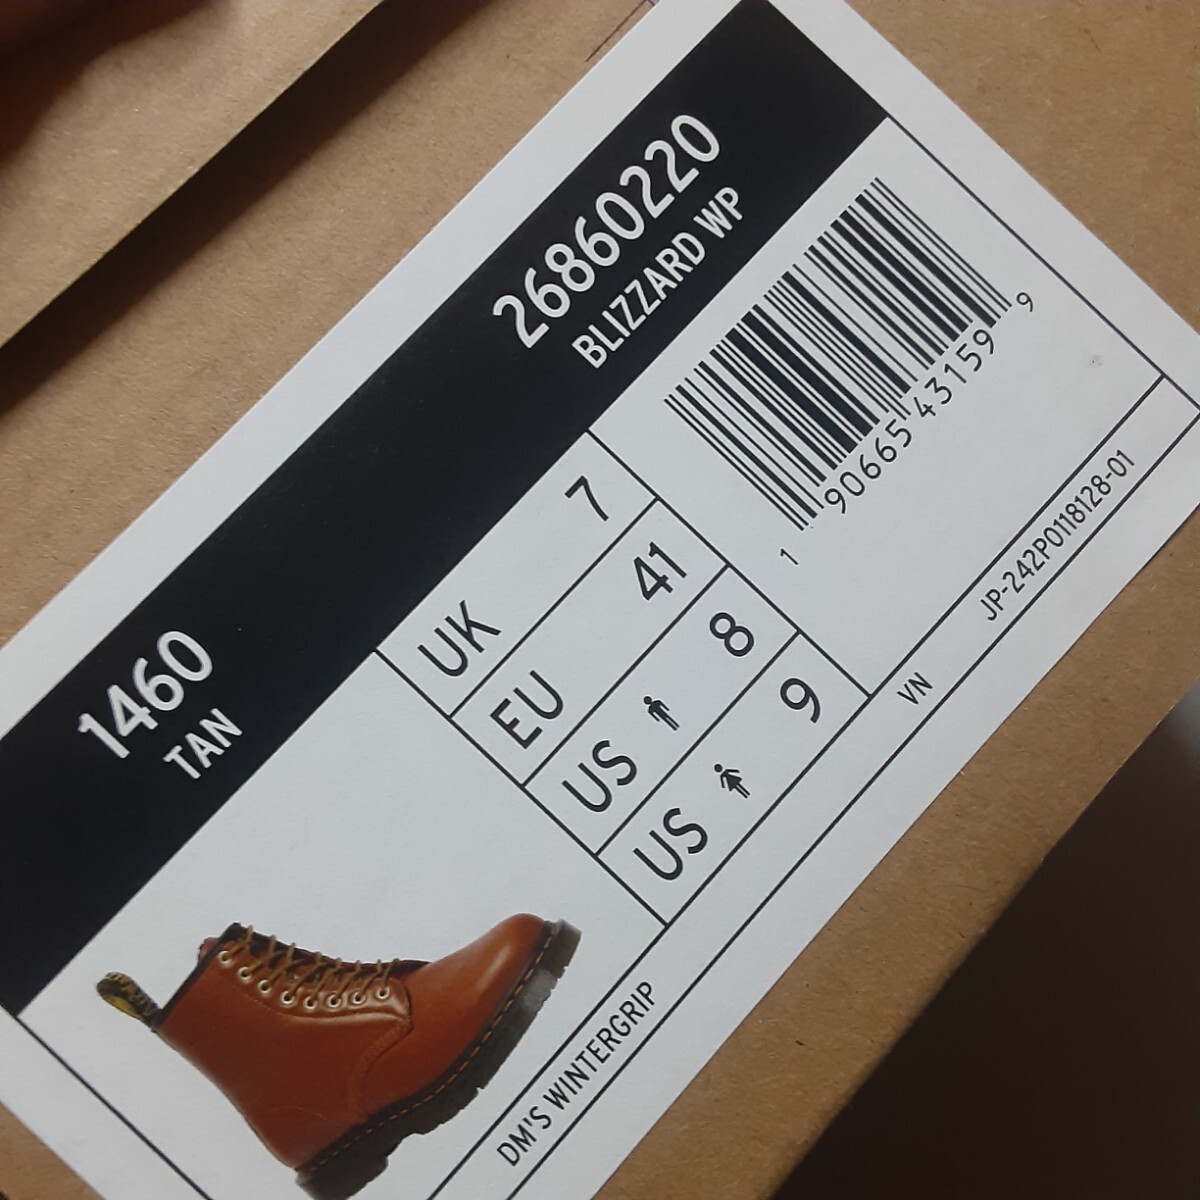 1460
TAN
26860220
BLIZZARD WP
UK 7
EU 41
US 8
US 9
1 90665 43159 9
DM'S WINTERGRIP
VN
JP-242P0118128-01